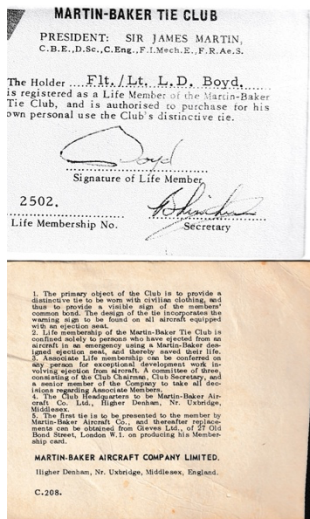 MARTIN-BAKER TIE CLUB
PRESIDENT: SIR JAMES MARTIN,
C.B.E., D.Sc., C.Eng., F.I.Mech.E., F.R.Ae.S.
The Holder Flt./Lt. L.D. Boyd.
is registered as a Life Member of the Martin-Baker
Tie Club, and is authorised to purchase for his
own personal use the Club's distinctive tie.
Boyd
Signature of Life Member
2502.
Life Membership No. Secretary
1. The primary object of the Club is to provide a
distinctive tie to be worn with civilian clothing, and
thus to provide a visible sign of the members'
common bond. The design of the tie incorporates the
warning sign to be found on all aircraft equipped
with an ejection seat.
2. Life membership of the Martin-Baker Tie Club is
confined solely to persons who have ejected from an
aircraft in an emergency using a Martin-Baker des-
igned ejection seat, and thereby saved their life.
3. Associate Life membership can be conferred on
any person for exceptional development work in-
volving ejection from aircraft. A committee of three,
consisting of the Club Chairman, Club Secretary, and
a senior member of the Company to take all deci-
sions regarding Associate Members.
4. The Club Headquarters to be Martin-Baker Air-
craft Co. Ltd., Higher Denham, Nr. Uxbridge,
Middlesex.
5. The first tie is to be presented to the member by
Martin-Baker Aircraft Co., and thereafter replace-
ments can be obtained from Gieves Ltd., of 27 Old
Bond Street, London W.1. on producing his Member-
ship card.
MARTIN-BAKER AIRCRAFT COMPANY LIMITED,
Higher Denham, Nr. Uxbridge, Middlesex, England.
C.208.